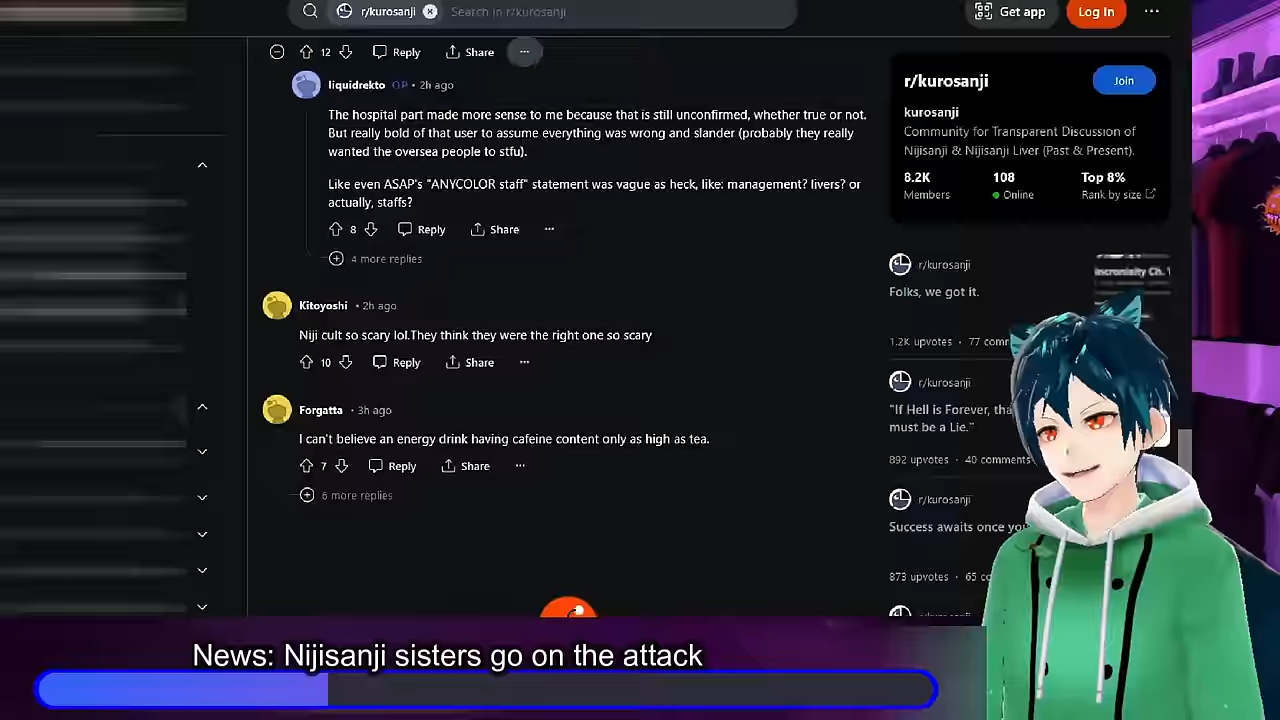 r/kurosanji
Search in r/kurosanji
Get app
Log In
12
Reply
Share
liquidrekto OP • 2h ago
The hospital part made more sense to me because that is still unconfirmed, whether true or not.
But really bold of that user to assume everything was wrong and slander (probably they really
wanted the oversea people to stfu).
Like even ASAP's "ANYCOLOR staff" statement was vague as heck, like: management? livers? or
actually, staffs?
8
Reply
Share
4 more replies
Kitoyoshi • 2h ago
Niji cult so scary lol.They think they were the right one so scary
10
Reply
Share
Forgatta • 3h ago
I can't believe an energy drink having cafeine content only as high as tea.
7
Reply
Share
6 more replies
r/kurosanji
Join
kurosanji
Community for Transparent Discussion of
Nijisanji & Nijisanji Liver (Past & Present).
8.2K
108
Top 8%
Members
Online
Rank by size
r/kurosanji
Folks, we got it.
1.2K upvotes • 77 comm
r/kurosanji
"If Hell is Forever, tha
must be a Lie."
892 upvotes • 40 comments
r/kurosanji
Success awaits once you
873 upvotes • 65 co
News: Nijisanji sisters go on the attack